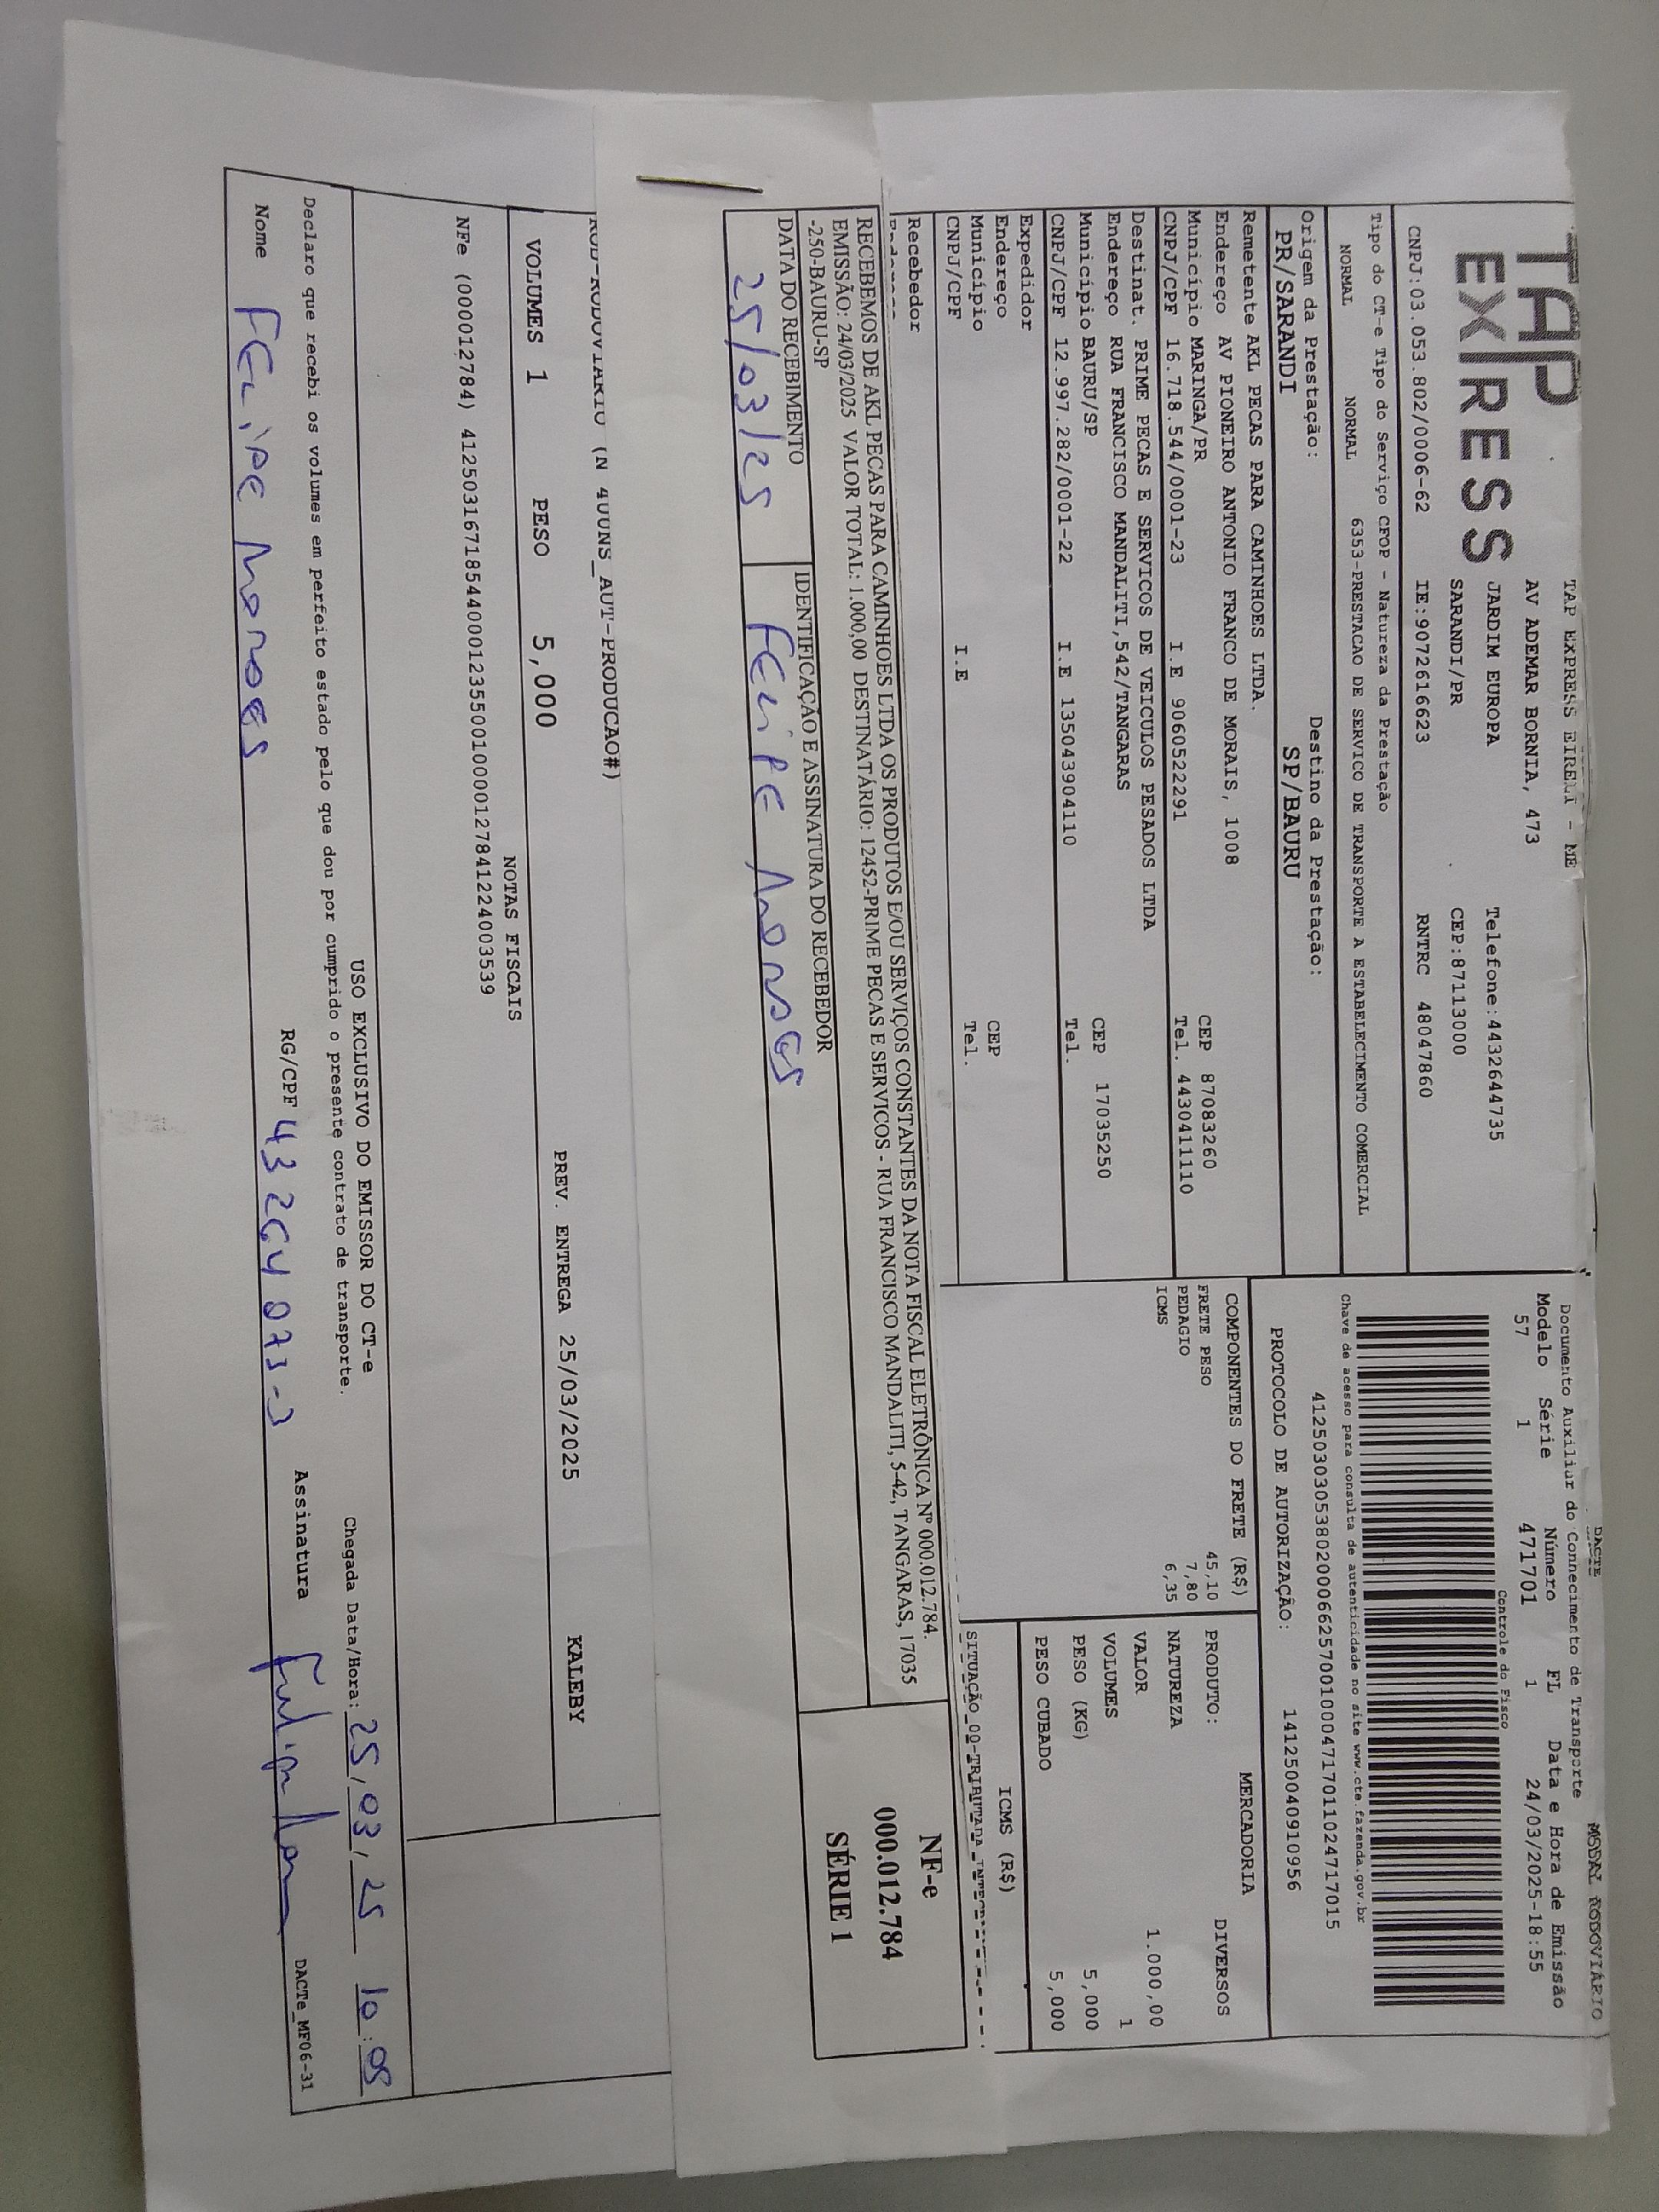 TAP EXPRESS
TAP EXPRESS EIRELI - ME
AV ADEMAR BORNIA, 473
JARDIM EUROPA Telefone:4432644735
SARANDI/PR CEP:87113000
CNPJ:03.053.802/0006-62 IE:9072616623 RNTRC 48047860
DACTE
MODAL RODOVIÁRIO
Documento Auxiliar do Conhecimento de Transporte
Modelo Série Número FL Data e Hora de Emissão
57 1 471701 1 24/03/2025-18:55
Controle do Fisco
Chave de acesso para consulta de autenticidade no site www.cte.fazenda.gov.br
41250303053802000662570010004717011024717015
PROTOCOLO DE AUTORIZAÇÃO: 141250040910956
Tipo do CT-e Tipo do Serviço CFOP - Natureza da Prestação
NORMAL NORMAL 6353-PRESTACAO DE SERVICO DE TRANSPORTE A ESTABELECIMENTO COMERCIAL
Origem da Prestação: Destino da Prestação:
PR/SARANDI SP/BAURU
Remetente AKL PECAS PARA CAMINHOES LTDA.
Endereço AV PIONEIRO ANTONIO FRANCO DE MORAIS, 1008
Município MARINGA/PR CEP 87083260
CNPJ/CPF 16.718.544/0001-23 I.E 9060522291 Tel. 443041110
Destinat. PRIME PECAS E SERVICOS DE VEICULOS PESADOS LTDA
Endereço RUA FRANCISCO MANDALITI,542/TANGARAS
Município BAURU/SP CEP 17035250
CNPJ/CPF 12.997.282/0001-22 I.E 135043904110 Tel.
Expedidor
Endereço
Município CEP
CNPJ/CPF I.E Tel.
Recebedor
COMPONENTES DO FRETE (R$)
FRETE PESO 45,10
PEDAGIO 7,80
ICMS 6,35
MERCADORIA
PRODUTO: DIVERSOS
NATUREZA
VALOR 1.000,00
VOLUMES 1
PESO (KG) 5,000
PESO CUBADO 5,000
ICMS (R$)
SITUAÇÃO 00-TRIBUTADA
RECEBEMOS DE AKL PECAS PARA CAMINHOES LTDA OS PRODUTOS E/OU SERVIÇOS CONSTANTES DA NOTA FISCAL ELETRÔNICA Nº 000.012.784.
EMISSÃO: 24/03/2025 VALOR TOTAL: 1.000,00 DESTINATÁRIO: 12452-PRIME PECAS E SERVICOS - RUA FRANCISCO MANDALITI, 5-42, TANGARAS, 17035
-250-BAURU-SP
DATA DO RECEBIMENTO IDENTIFICAÇÃO E ASSINATURA DO RECEBEDOR
25/03/25 FELIPE MORAES
NF-e
000.012.784
SÉRIE 1
AUT-PRODUCAO#)
VOLUMES 1 PESO 5,000 PREV. ENTREGA 25/03/2025 KALEBY
NOTAS FISCAIS
NFe (000012784) 41250316718544000123550010000127841224003539
USO EXCLUSIVO DO EMISSOR DO CT-e
Declaro que recebi os volumes em perfeito estado pelo que dou por cumprido o presente contrato de transporte. Chegada Data/Hora: 25/03/25 10:05
Nome FELIPE MORAES RG/CPF Assinatura
DACTe_MF06-31